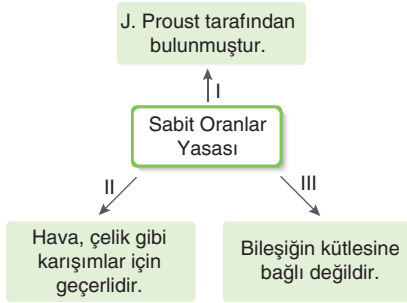 J. Proust tarafından
bulunmuştur.
I
Sabit Oranlar
Yasası
II
III
Hava, çelik gibi
karışımlar için
geçerlidir.
Bileşiğin kütlesine
bağlı değildir.